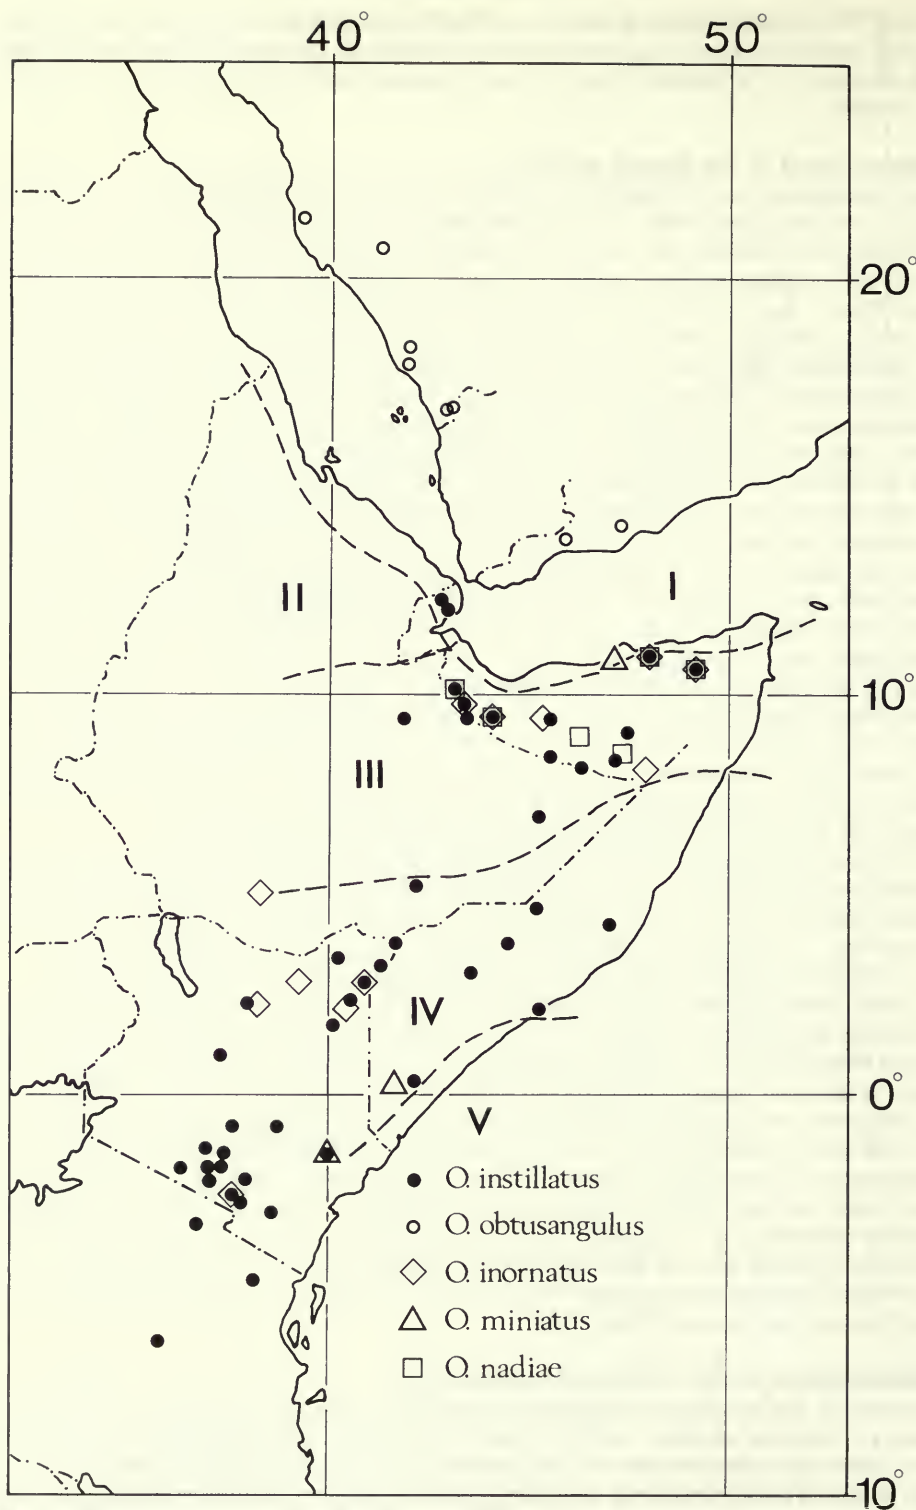 40° 50°
20°
I
II
10°
III
IV
0°
V
O. instillatus
O. obtusangulus
O. inornatus
O. miniatus
O. nadiae
10°